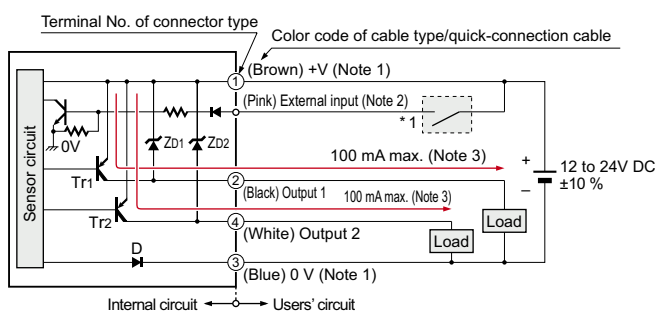 Terminal No. of connector type
Color code of cable type/quick-connection cable
1 (Brown) +V (Note 1)
(Pink) External input (Note 2)
*1
0V
ZD1 ZD2
100 mA max. (Note 3)
+
12 to 24V DC
±10 %
−
Sensor circuit
Tr1
2
(Black) Output 1
100 mA max. (Note 3)
Tr2
4
(White) Output 2
Load
Load
D
3
(Blue) 0 V (Note 1)
Internal circuit
Users' circuit